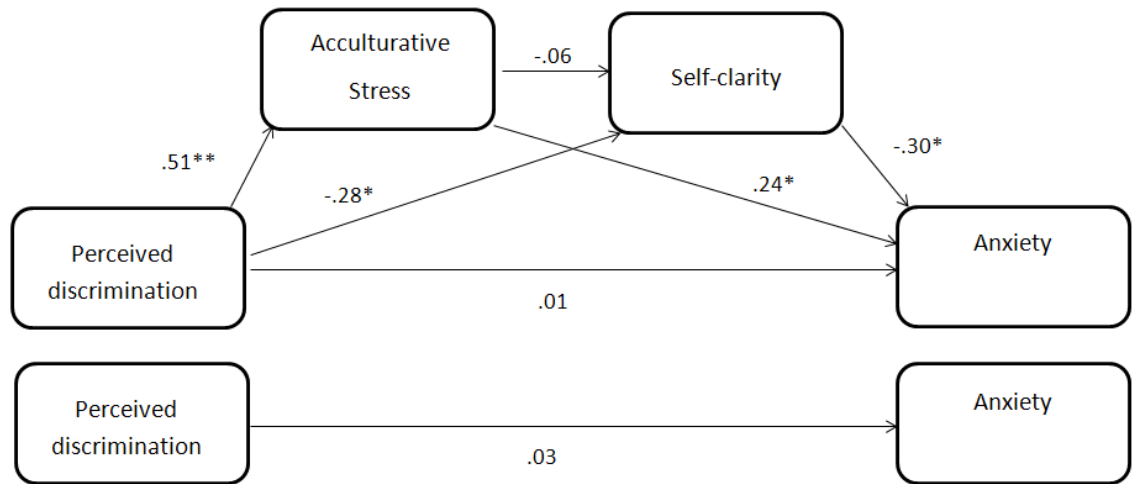 Acculturative
Stress
-.06
Self-clarity
.51**
-.28*
.24*
-.30*
Perceived
discrimination
Anxiety
.01
Perceived
discrimination
Anxiety
.03